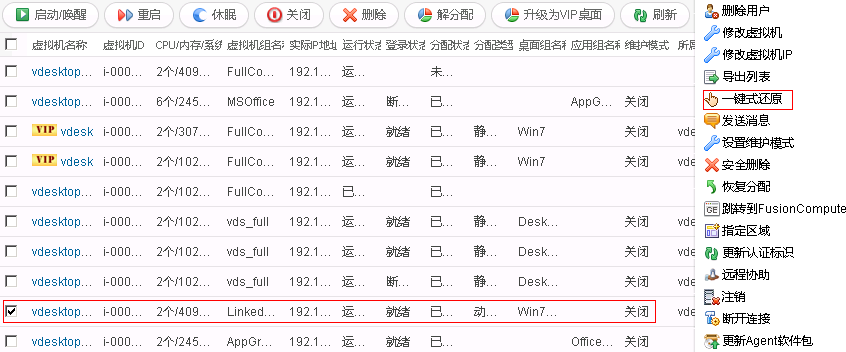 启动/唤醒 重启 休眠 关闭 删除 解分配 升级为VIP桌面 刷新
虚拟机名称 虚拟机ID CPU/内存/系统 虚拟机组名称 实际IP地址 运行状态 登录状态 分配状态 分配类型 桌面组名称 应用组名称 维护模式 所属
vdesktop... i-000... 2个/409... FullCo... 192.1... 运... 未...
vdesktop... i-000... 6个/245... MSOffice 192.1... 运... 断... 已... AppG... 关闭
VIP vdesk i-000... 2个/307... FullCo... 192.1... 运... 就绪 已... 静... Win7 关闭 vde
VIP vdesk i-000... 2个/102... FullCo... 192.1... 运... 就绪 已... 静... Win7 关闭 vde
vdesktop... i-000... 2个/102... FullCo... 192.1... 已... 已...
vdesktop... i-000... 2个/102... vds_full 192.1... 运... 就绪 已... 静... Desk... 关闭 vde
vdesktop... i-000... 2个/102... vds_full 192.1... 运... 就绪 已... 静... Desk... 关闭
vdesktop... i-000... 2个/102... vds_full 192.1... 运... 断... 已... 静... Desk... 关闭
vdesktop... i-000... 2个/409... Linked... 192.1... 运... 就绪 已... 动... Win7... 关闭 vde
vdesktop... i-000... 2个/245... AppGr... 192.1... 运... 就绪 已... Office... 关闭
删除用户
修改虚拟机
修改虚拟机IP
导出列表
一键式还原
发送消息
设置维护模式
安全删除
恢复分配
跳转到FusionCompute
指定区域
更新认证标识
远程协助
注销
断开连接
更新Agent软件包